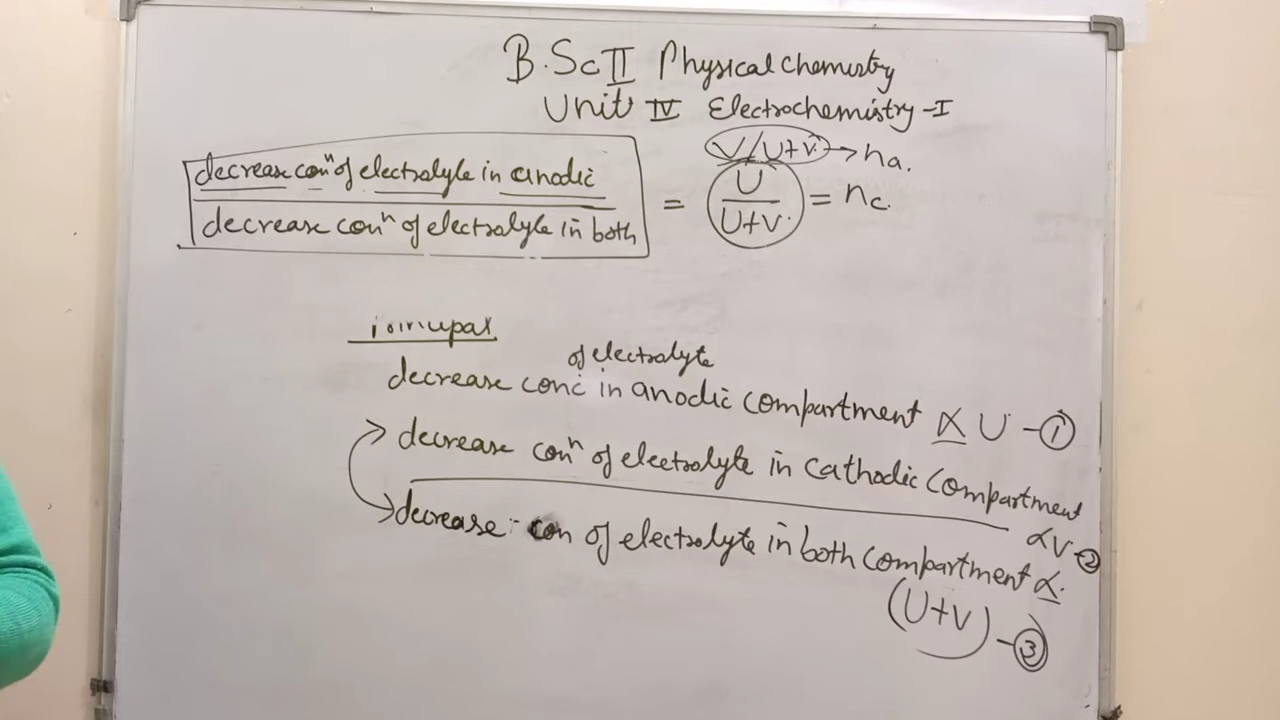 B.Sc II Physical chemistry
Unit IV Electrochemistry-I
V/U+V → na.
decrease conⁿ of electrolyte in anodic
decrease conⁿ of electrolyte in both
= U / U+V = nc.
of electrolyte
decrease conc in anodic compartment ∝ U -①
decrease conⁿ of electrolyte in cathodic compartment
∝V-②
decrease con of electrolyte in both compartment ∝
(U+V) -③